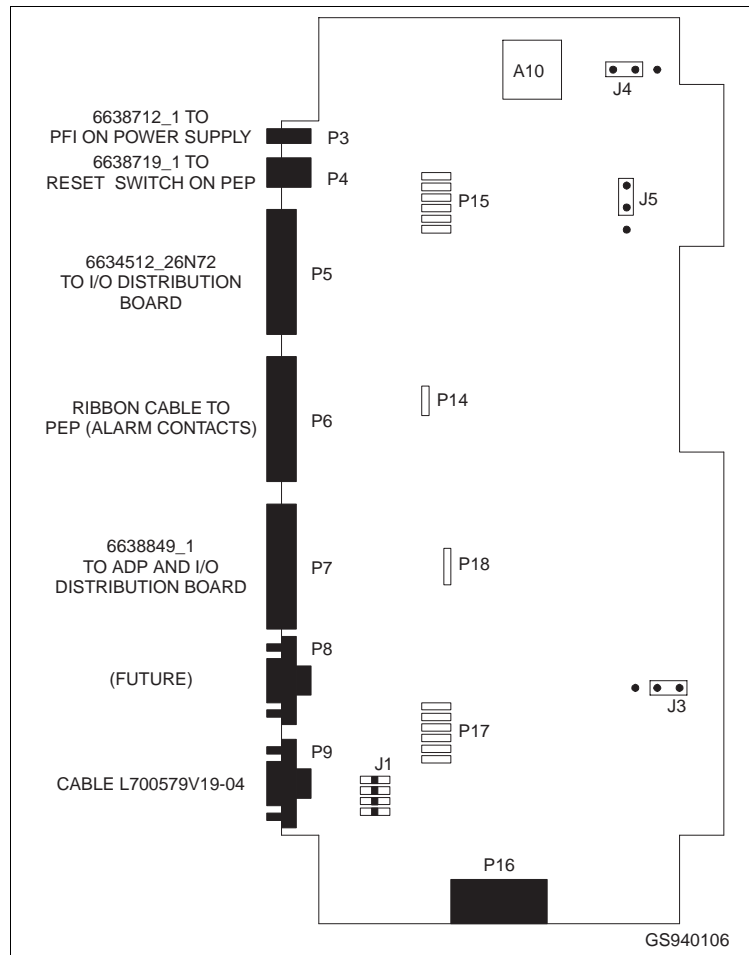 A10
J4
6638712_1 TO
PFI ON POWER SUPPLY
P3
6638719_1 TO
RESET SWITCH ON PEP
P4
P15
J5
6634512_26N72
TO I/O DISTRIBUTION
BOARD
P5
P14
RIBBON CABLE TO
PEP (ALARM CONTACTS)
P6
6638849_1
TO ADP AND I/O
DISTRIBUTION BOARD
P7
P18
P8
(FUTURE)
J3
P17
P9
J1
CABLE L700579V19-04
P16
GS940106